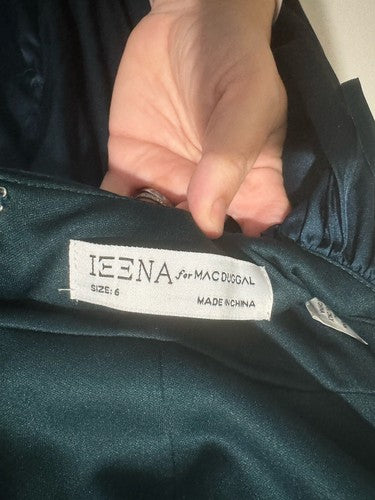 IEENA for MAC DUGGAL
SIZE: 6
MADE IN CHINA